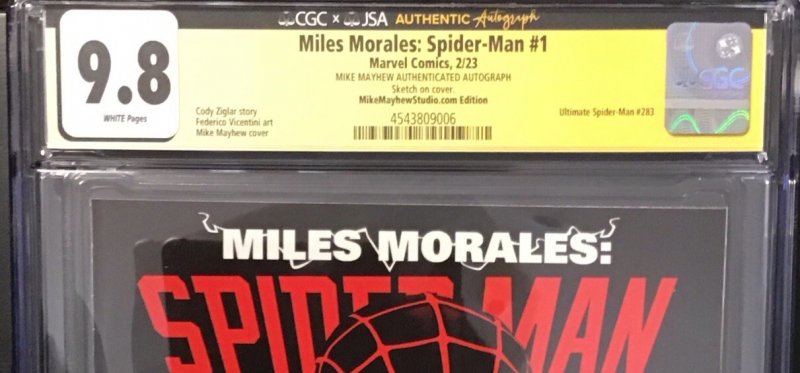 CGC × JSA AUTHENTIC Autograph
9.8
WHITE Pages
Miles Morales: Spider-Man #1
Marvel Comics, 2/23
MIKE MAYHEW AUTHENTICATED AUTOGRAPH
Sketch on cover.
MikeMayhewStudio.com Edition
Cody Ziglar story
Federico Vicentini art
Mike Mayhew cover
4543809006
Ultimate Spider-Man #283
CGC
MILES MORALES:
SPIDER-MAN